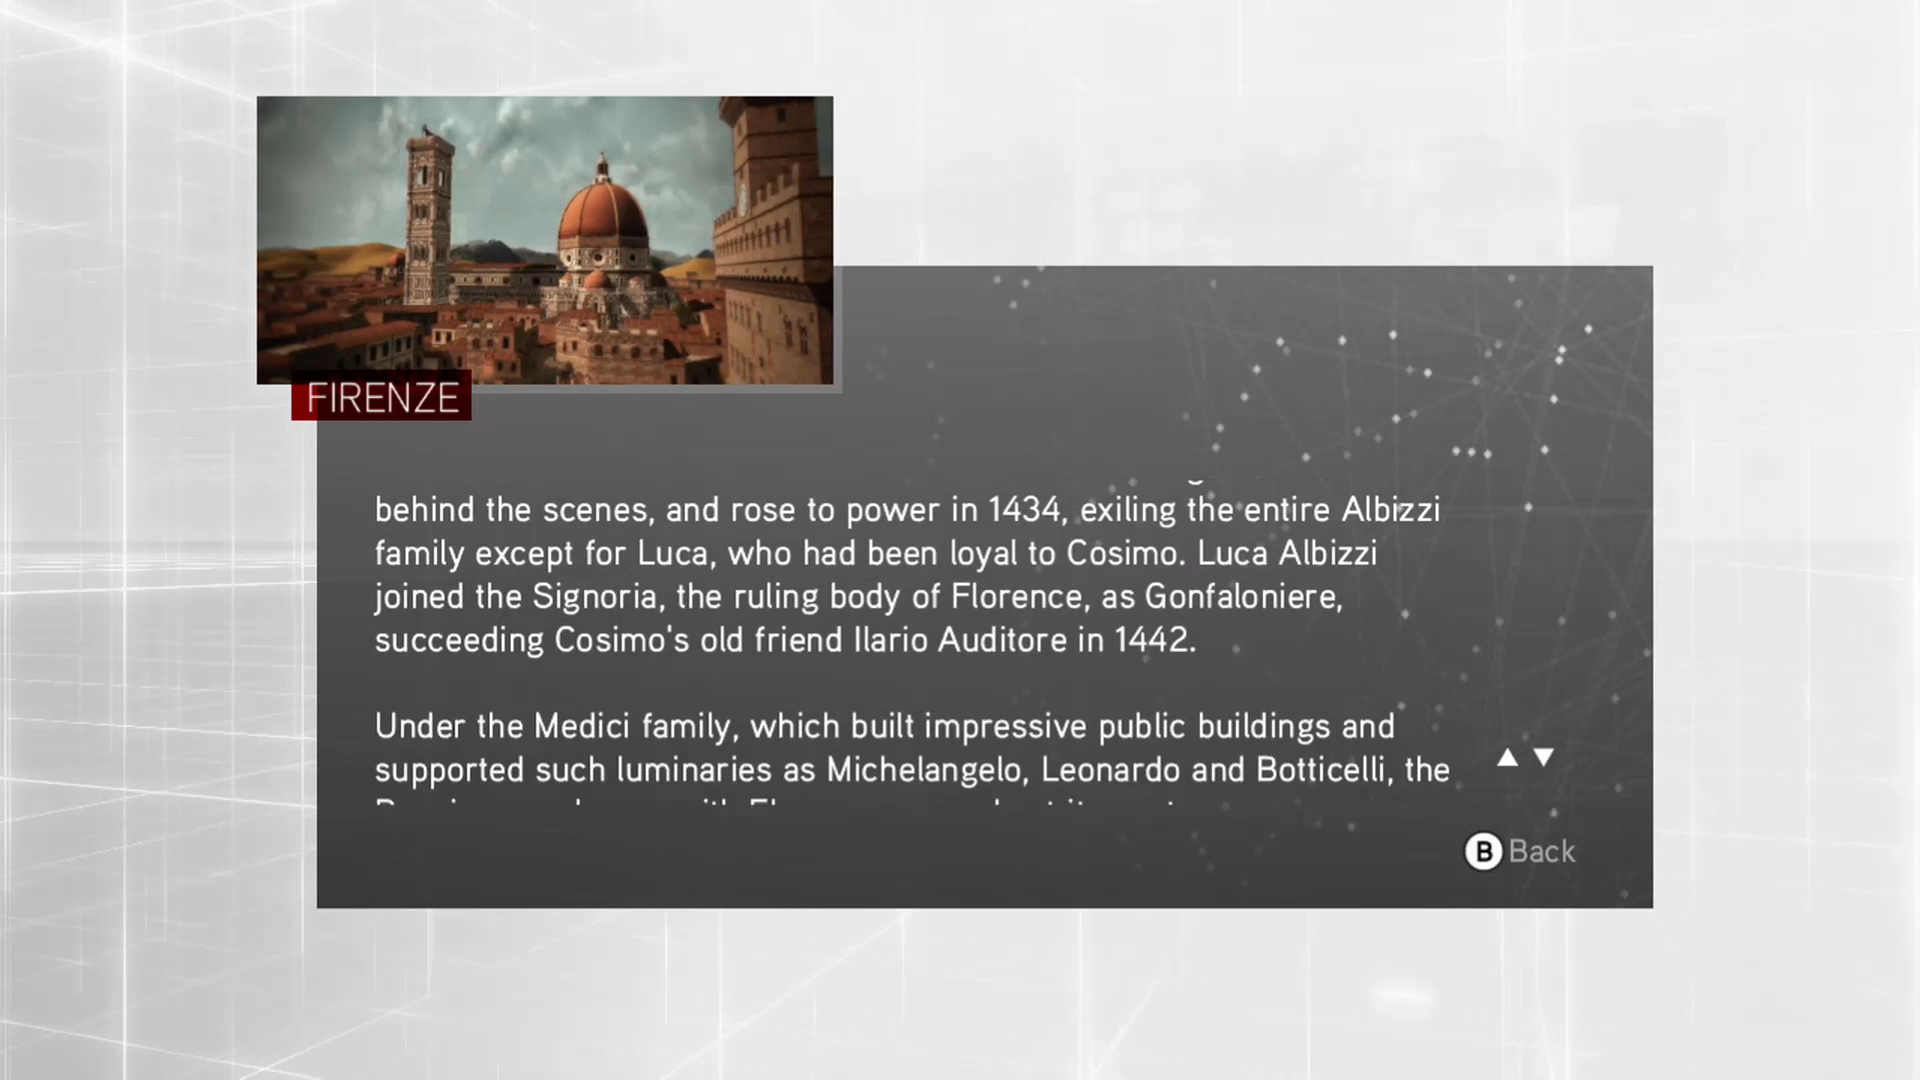 FIRENZE
behind the scenes, and rose to power in 1434, exiling the entire Albizzi
family except for Luca, who had been loyal to Cosimo. Luca Albizzi
joined the Signoria, the ruling body of Florence, as Gonfaloniere,
succeeding Cosimo's old friend Ilario Auditore in 1442.
Under the Medici family, which built impressive public buildings and
supported such luminaries as Michelangelo, Leonardo and Botticelli, the
B Back